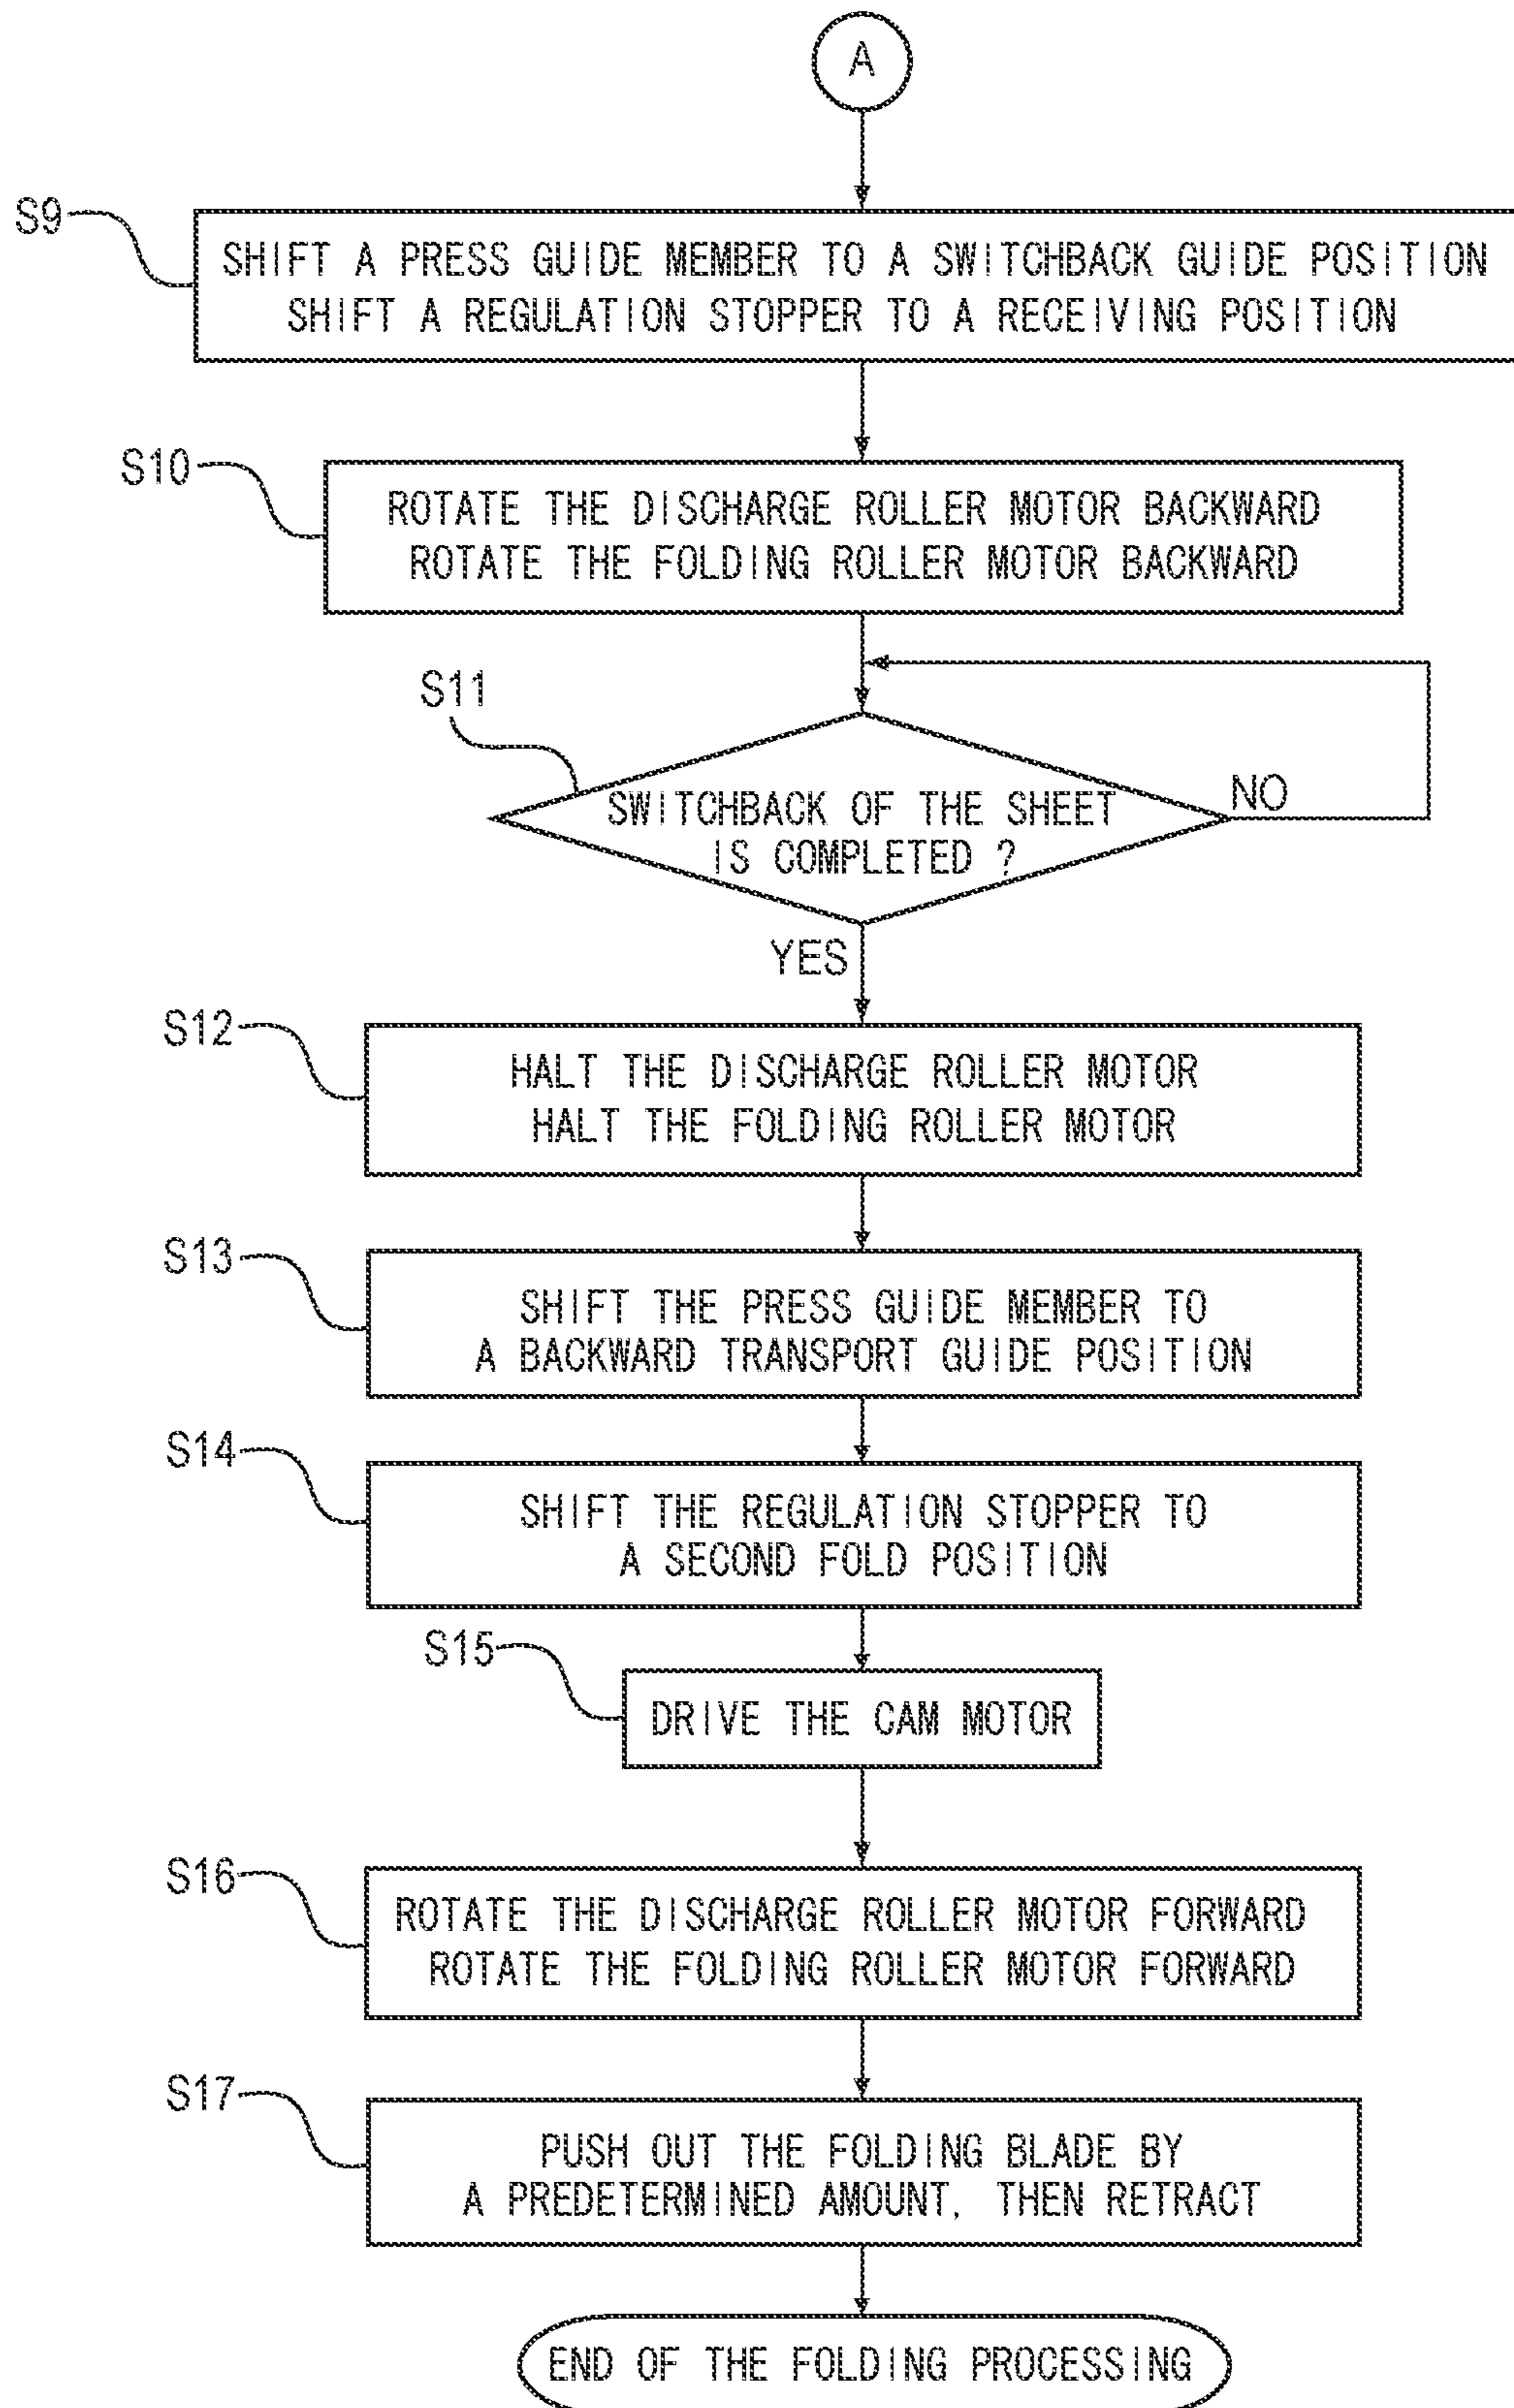 A
S9
SHIFT A PRESS GUIDE MEMBER TO A SWITCHBACK GUIDE POSITION
SHIFT A REGULATION STOPPER TO A RECEIVING POSITION
S10
ROTATE THE DISCHARGE ROLLER MOTOR BACKWARD
ROTATE THE FOLDING ROLLER MOTOR BACKWARD
S11
SWITCHBACK OF THE SHEET
IS COMPLETED ?
NO
YES
S12
HALT THE DISCHARGE ROLLER MOTOR
HALT THE FOLDING ROLLER MOTOR
S13
SHIFT THE PRESS GUIDE MEMBER TO
A BACKWARD TRANSPORT GUIDE POSITION
S14
SHIFT THE REGULATION STOPPER TO
A SECOND FOLD POSITION
S15
DRIVE THE CAM MOTOR
S16
ROTATE THE DISCHARGE ROLLER MOTOR FORWARD
ROTATE THE FOLDING ROLLER MOTOR FORWARD
S17
PUSH OUT THE FOLDING BLADE BY
A PREDETERMINED AMOUNT, THEN RETRACT
END OF THE FOLDING PROCESSING